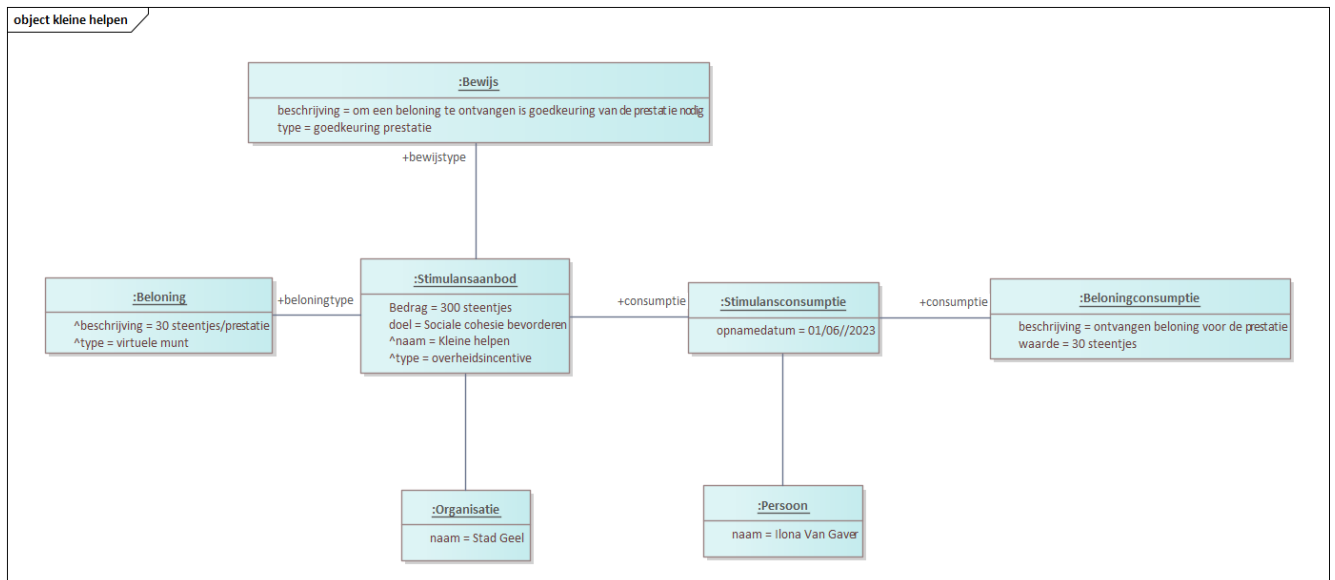 object kleine helpen
:Bewijs
beschrijving = om een beloning te ontvangen is goedkeuring van de prestatie nodig
type = goedkeuring prestatie
+bewijstype
:Beloning
^beschrijving = 30 steentjes/prestatie
^type = virtuele munt
+beloningtype
:Stimulansaanbod
Bedrag = 300 steentjes
doel = Sociale cohesie bevorderen
^naam = Kleine helpen
^type = overheidsincentive
+consumptie
:Stimulansconsumptie
opnamedatum = 01/06//2023
+consumptie
:Beloningconsumptie
beschrijving = ontvangen beloning voor de prestatie
waarde = 30 steentjes
:Organisatie
naam = Stad Geel
:Persoon
naam = Ilona Van Gaver